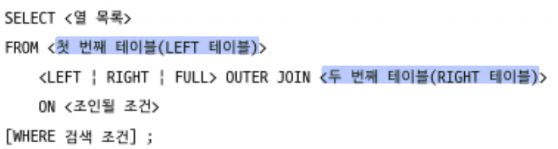 SELECT <열 목록>
FROM <첫 번째 테이블(LEFT 테이블)>
<LEFT | RIGHT | FULL> OUTER JOIN <두 번째 테이블(RIGHT 테이블)>
ON <조인될 조건>
[WHERE 검색 조건] ;